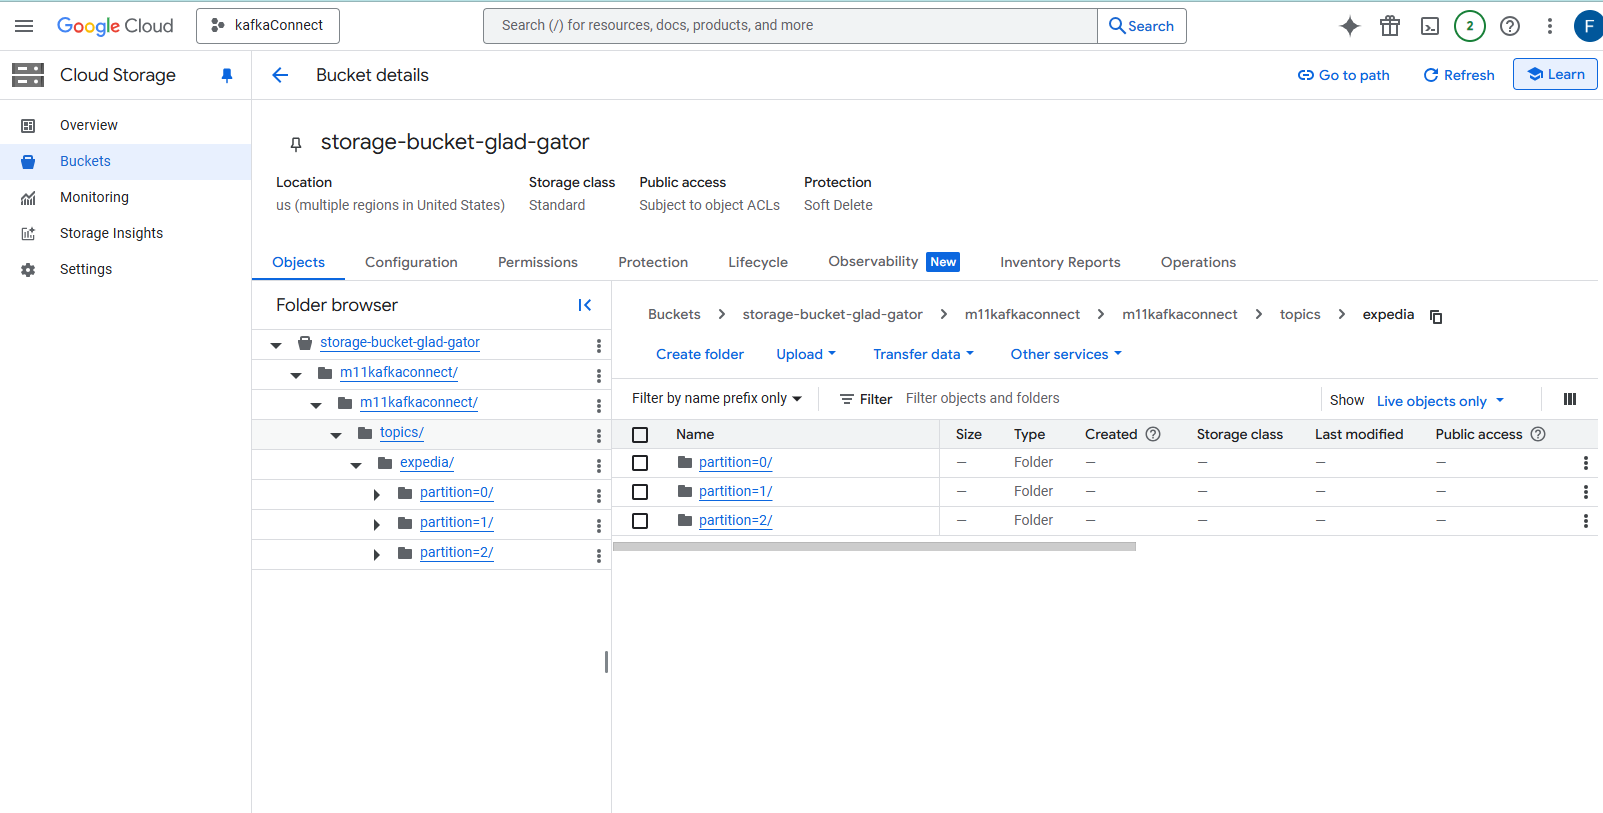 Google Cloud
kafkaConnect
Search (/) for resources, docs, products, and more
Search
2
F
Cloud Storage
Bucket details
Go to path
Refresh
Learn
Overview
Buckets
Monitoring
Storage Insights
Settings
storage-bucket-glad-gator
Location Storage class Public access Protection
us (multiple regions in United States) Standard Subject to object ACLs Soft Delete
Objects Configuration Permissions Protection Lifecycle Observability New Inventory Reports Operations
Folder browser
storage-bucket-glad-gator
m11kafkaconnect/
m11kafkaconnect/
topics/
expedia/
partition=0/
partition=1/
partition=2/
Buckets > storage-bucket-glad-gator > m11kafkaconnect > m11kafkaconnect > topics > expedia
Create folder Upload Transfer data Other services
Filter by name prefix only Filter Filter objects and folders Show Live objects only
Name Size Type Created Storage class Last modified Public access
partition=0/ — Folder — — — —
partition=1/ — Folder — — — —
partition=2/ — Folder — — — —